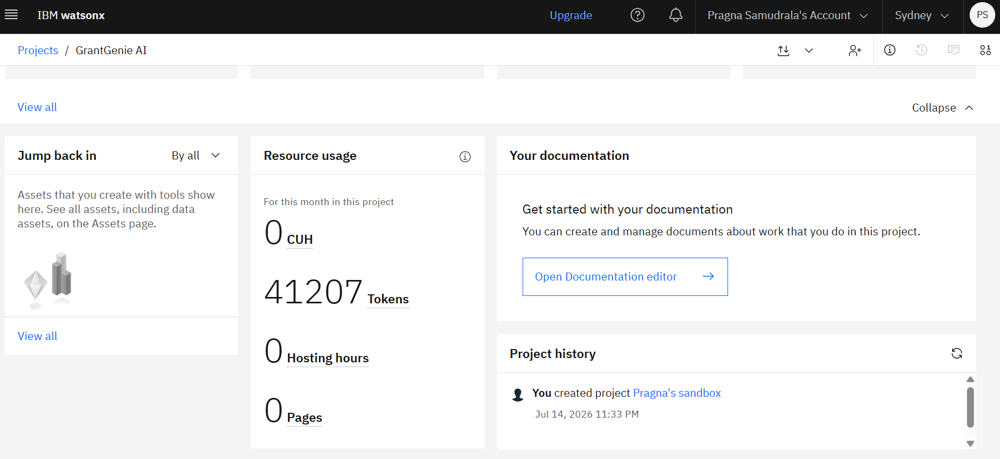 IBM watsonx
Upgrade
Pragna Samudrala's Account
Sydney
PS
Projects / GrantGenie AI
View all
Collapse
Jump back in
By all
Assets that you create with tools show
here. See all assets, including data
assets, on the Assets page.
View all
Resource usage
For this month in this project
0 CUH
41207 Tokens
0 Hosting hours
0 Pages
Your documentation
Get started with your documentation
You can create and manage documents about work that you do in this project.
Open Documentation editor
Project history
You created project Pragna's sandbox
Jul 14, 2026 11:33 PM